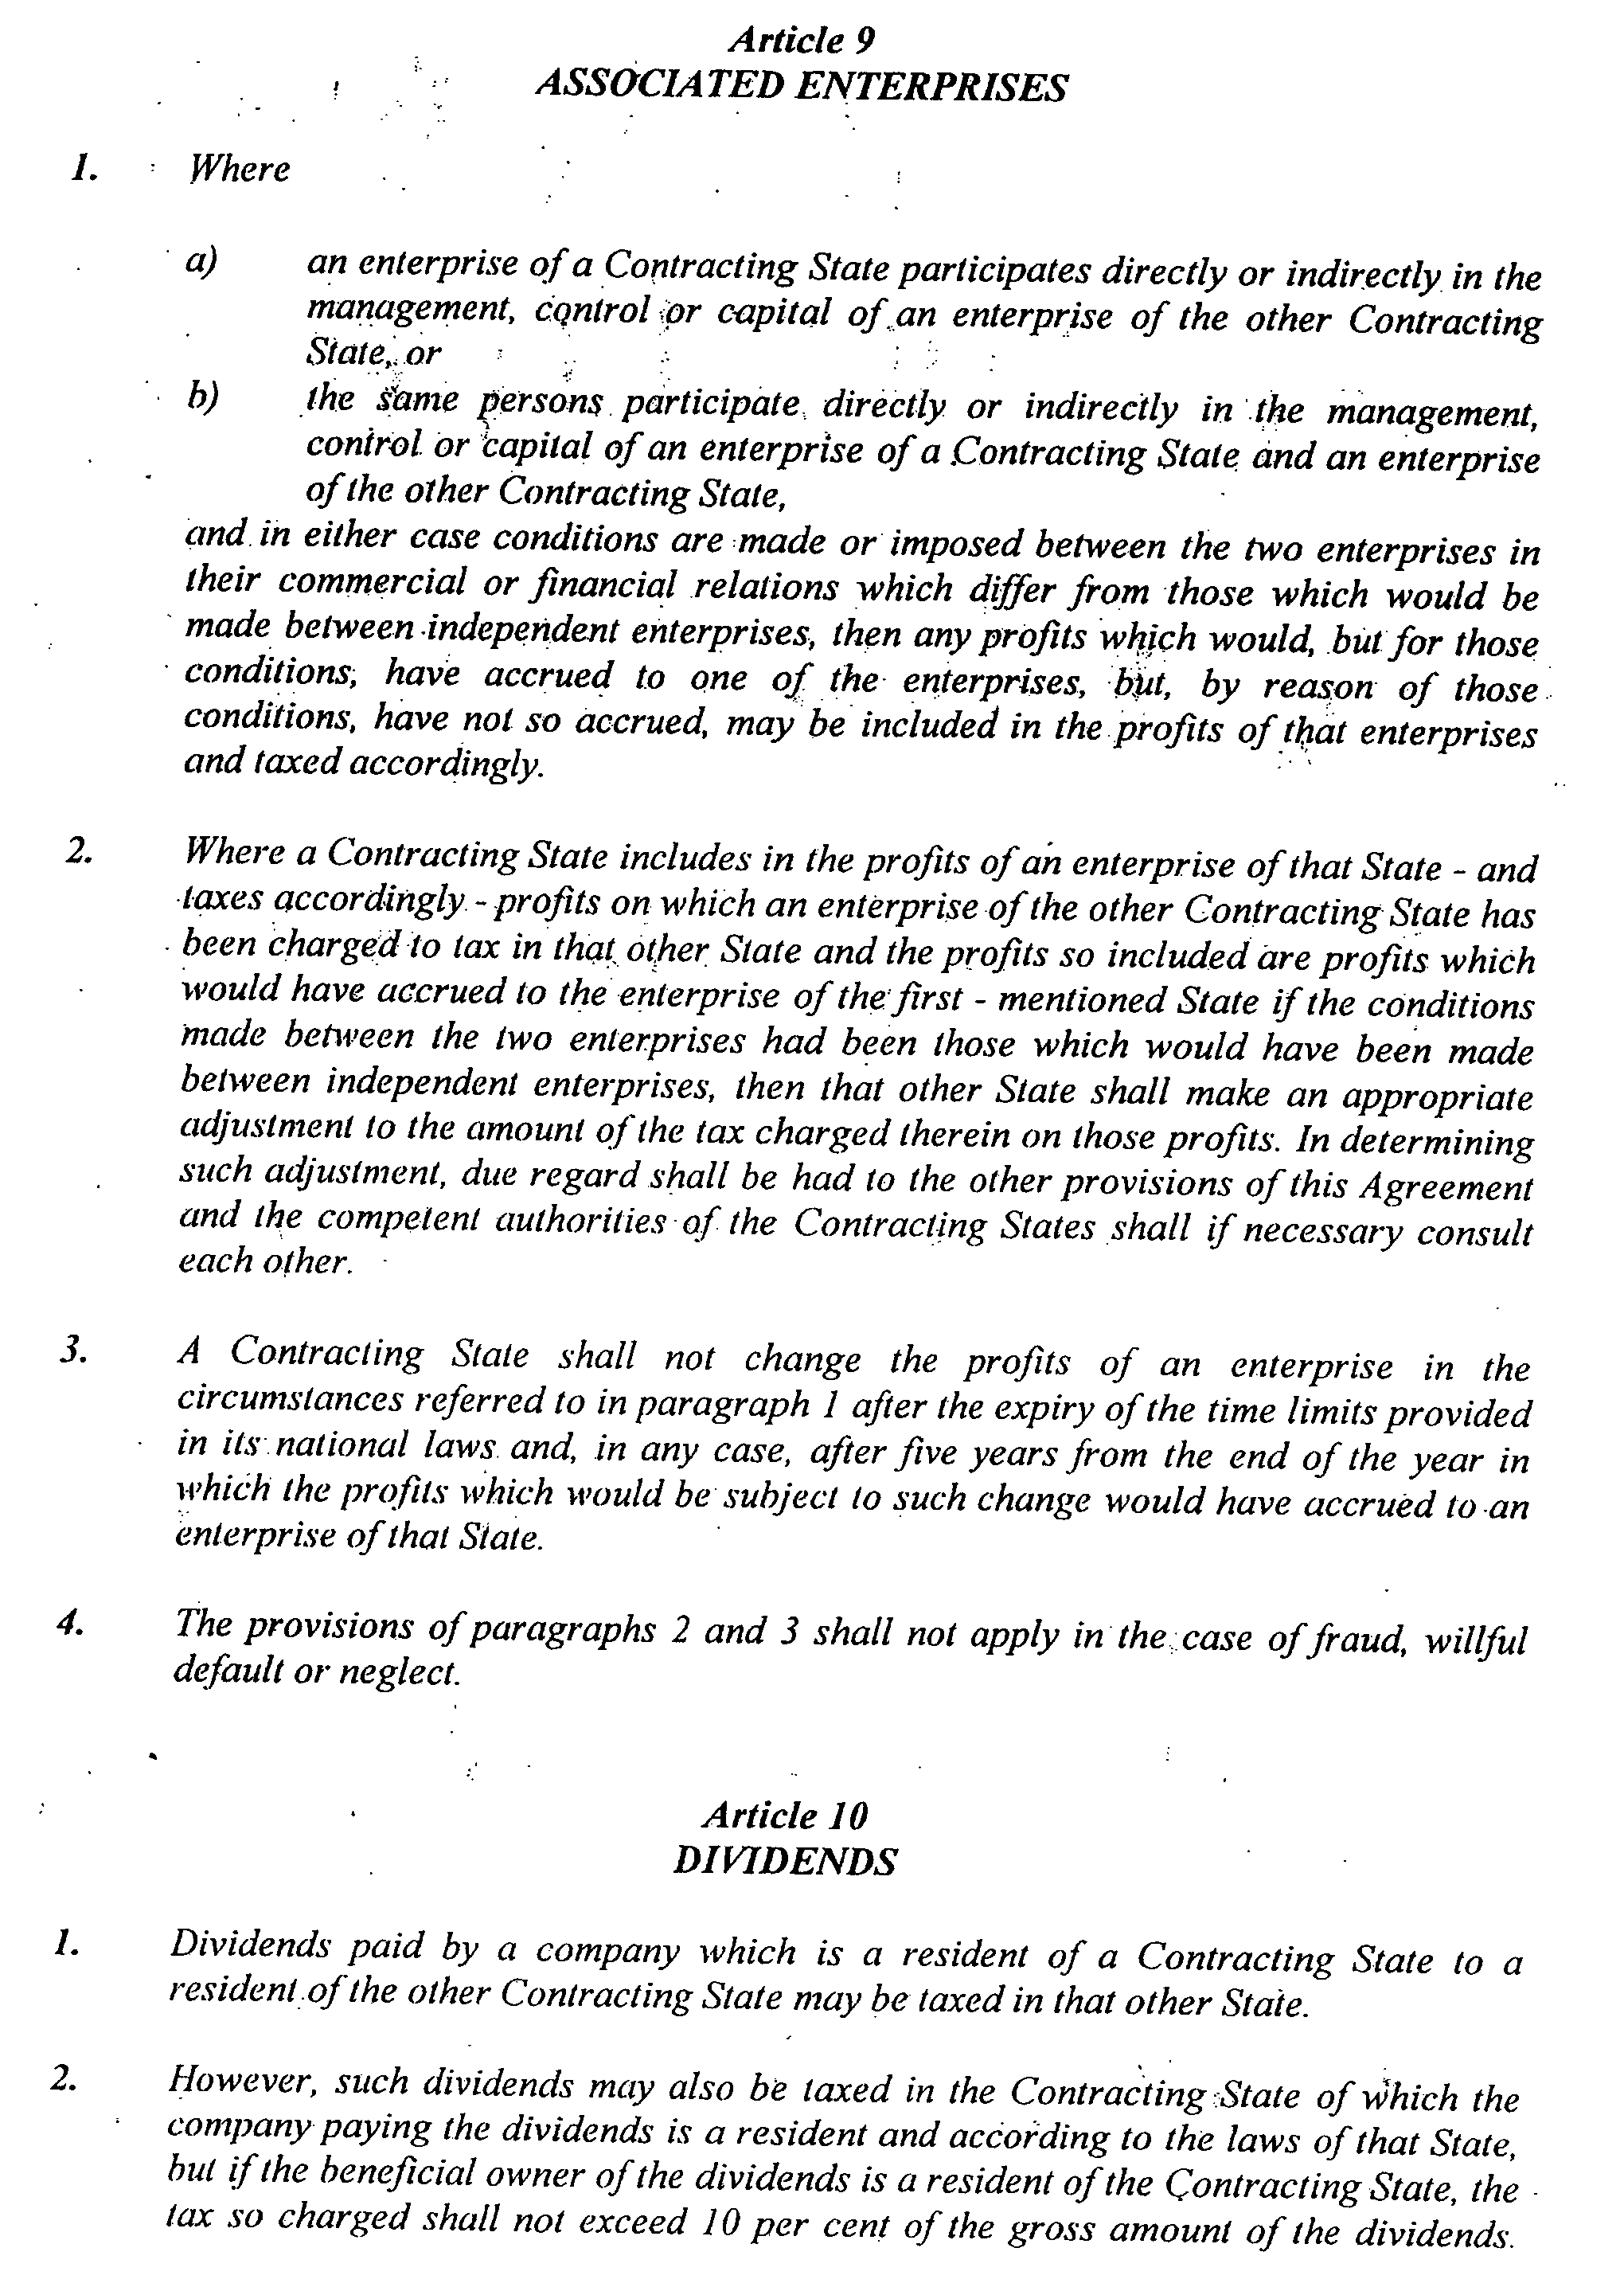 Article 9
ASSOCIATED ENTERPRISES
1. Where
a) an enterprise of a Contracting State participates directly or indirectly in the
management, control or capital of an enterprise of the other Contracting
State, or
b) the same persons participate directly or indirectly in the management,
control or capital of an enterprise of a Contracting State and an enterprise
of the other Contracting State,
and in either case conditions are made or imposed between the two enterprises in
their commercial or financial relations which differ from those which would be
made between independent enterprises, then any profits which would, but for those
conditions, have accrued to one of the enterprises, but, by reason of those
conditions, have not so accrued, may be included in the profits of that enterprises
and taxed accordingly.
2. Where a Contracting State includes in the profits of an enterprise of that State - and
taxes accordingly - profits on which an enterprise of the other Contracting State has
been charged to tax in that other State and the profits so included are profits which
would have accrued to the enterprise of the first - mentioned State if the conditions
made between the two enterprises had been those which would have been made
between independent enterprises, then that other State shall make an appropriate
adjustment to the amount of the tax charged therein on those profits. In determining
such adjustment, due regard shall be had to the other provisions of this Agreement
and the competent authorities of the Contracting States shall if necessary consult
each other.
3. A Contracting State shall not change the profits of an enterprise in the
circumstances referred to in paragraph 1 after the expiry of the time limits provided
in its national laws and, in any case, after five years from the end of the year in
which the profits which would be subject to such change would have accrued to an
enterprise of that State.
4. The provisions of paragraphs 2 and 3 shall not apply in the case of fraud, willful
default or neglect.
Article 10
DIVIDENDS
1. Dividends paid by a company which is a resident of a Contracting State to a
resident of the other Contracting State may be taxed in that other State.
2. However, such dividends may also be taxed in the Contracting State of which the
company paying the dividends is a resident and according to the laws of that State,
but if the beneficial owner of the dividends is a resident of the Contracting State, the
tax so charged shall not exceed 10 per cent of the gross amount of the dividends.